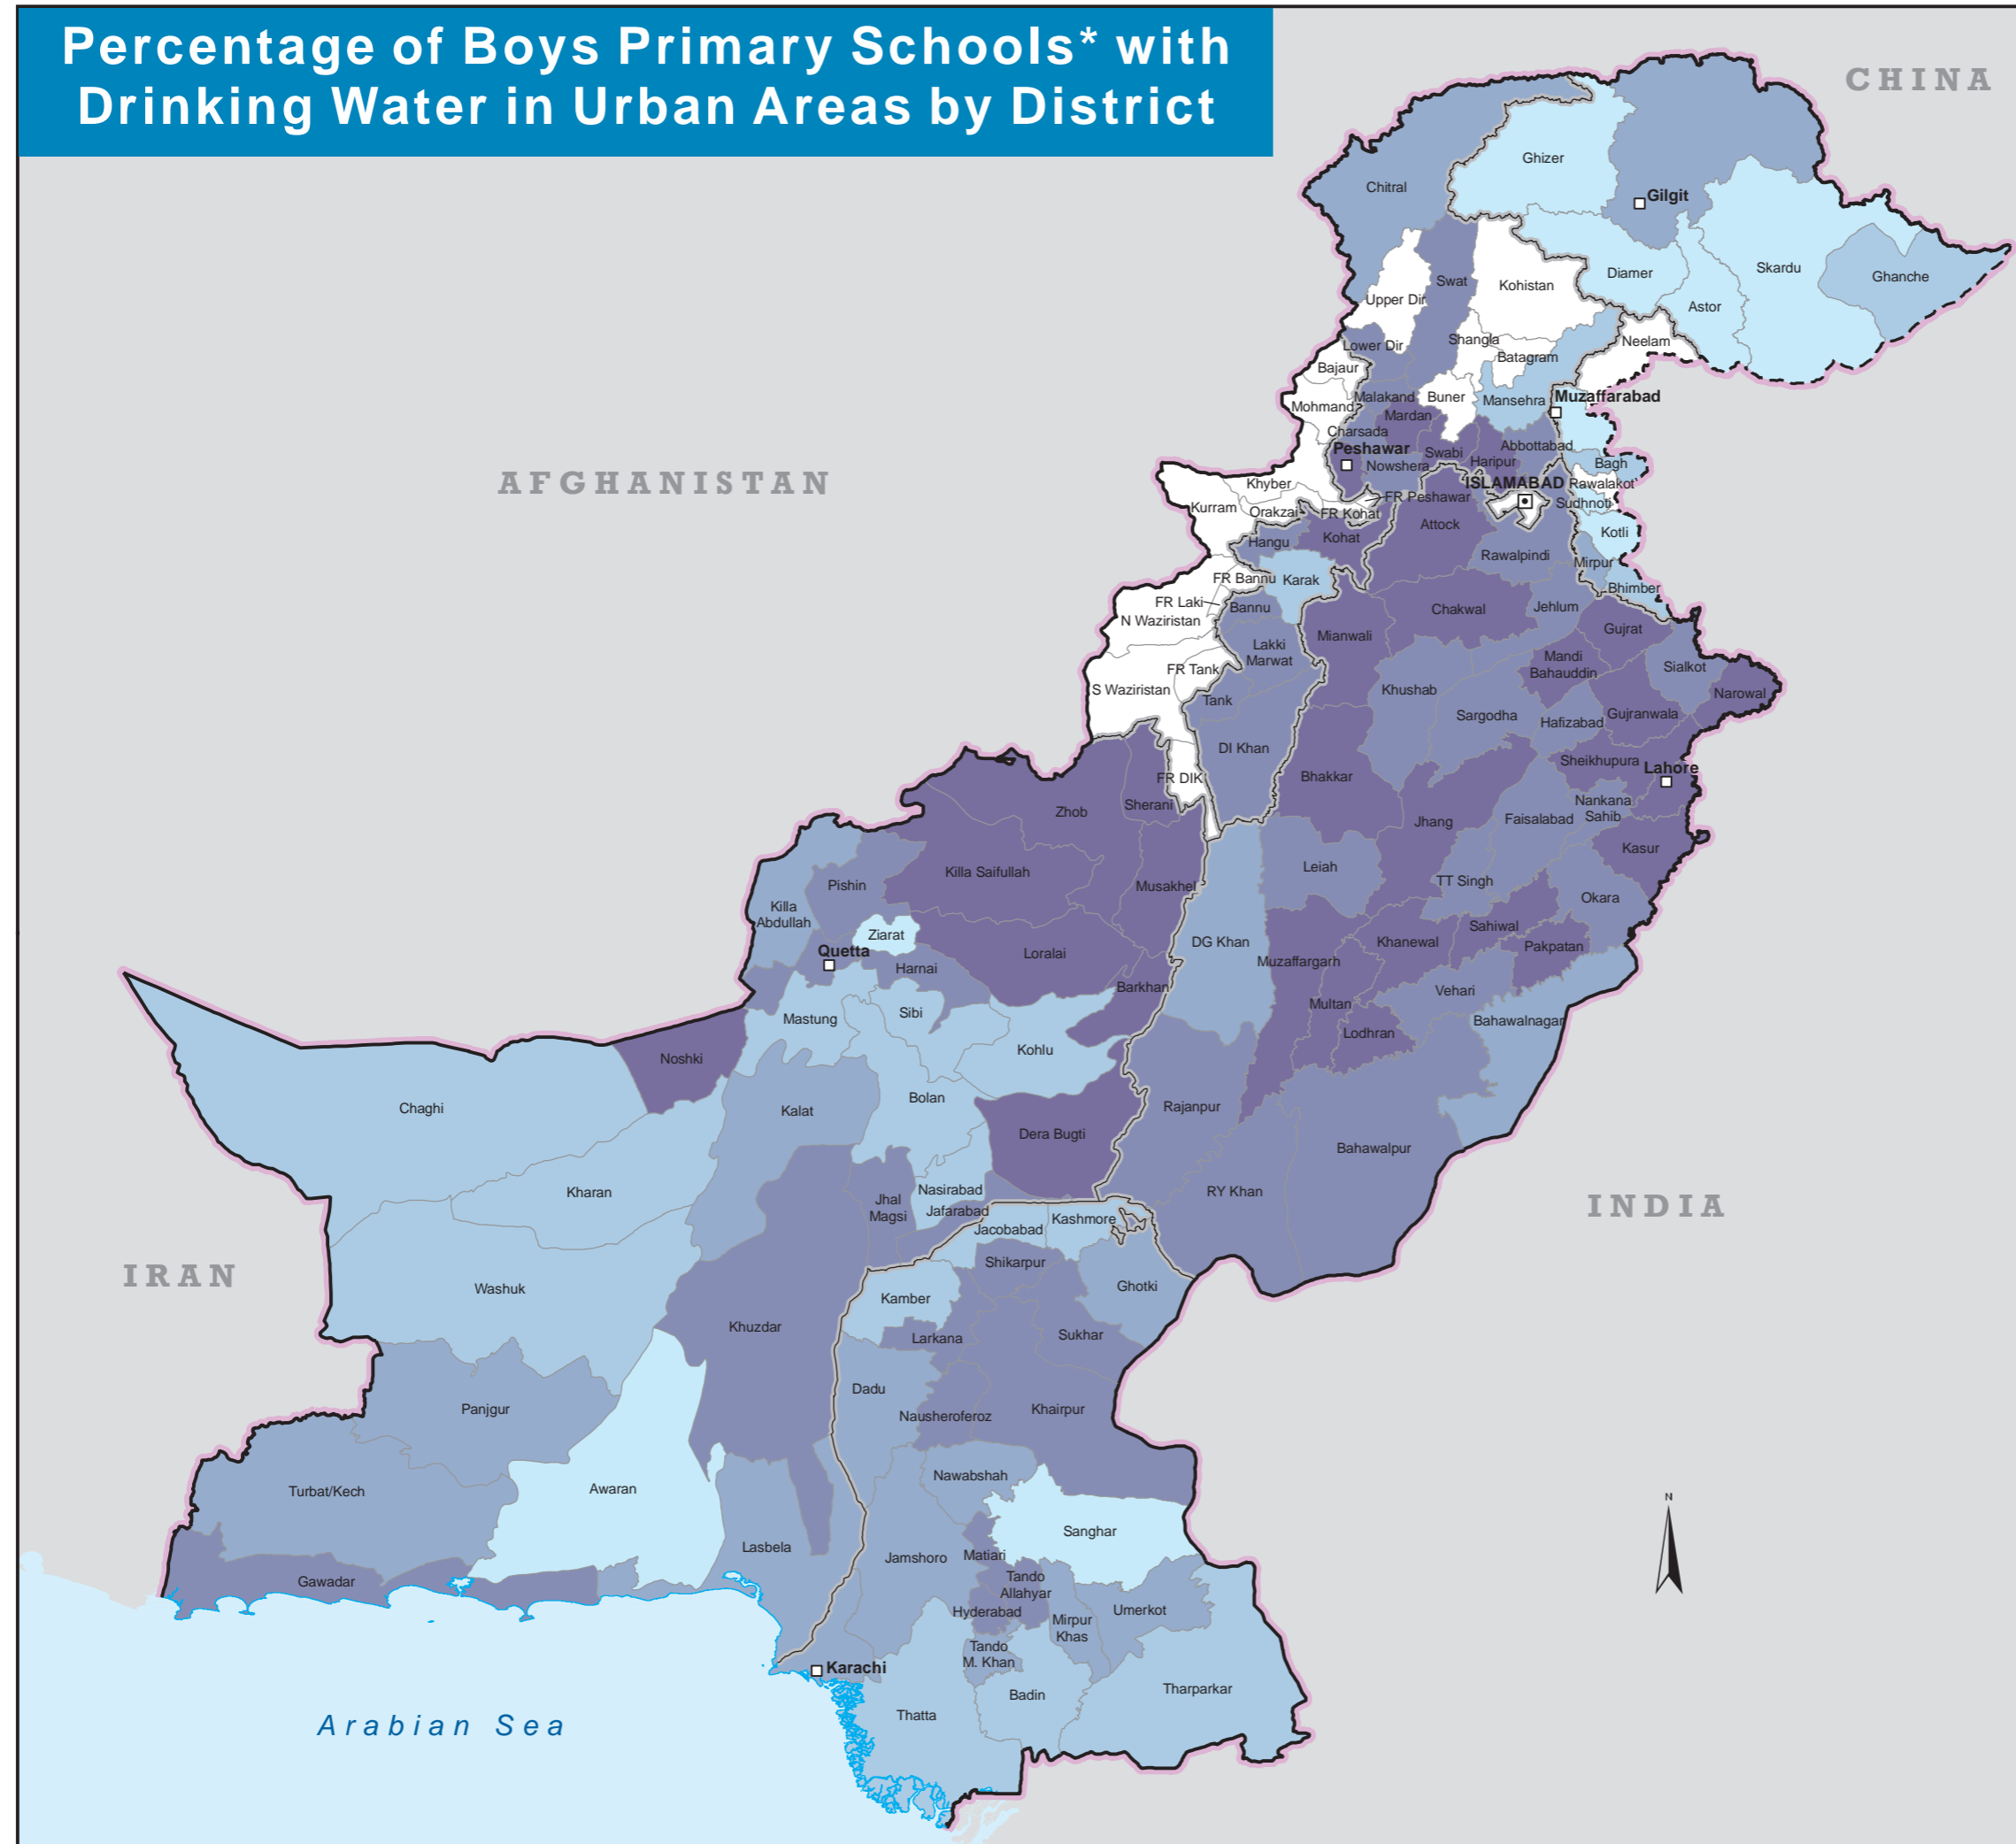 Percentage of Boys Primary Schools* with
Drinking Water in Urban Areas by District
CHINA
Ghizer
Chitral
Gilgit
Skardu
Ghanche
Diamer
Astor
Swat
Kohistan
Upper Dir
Neelam
Shangla
Lower Dir
Batagram
Bajaur
Malakand
Buner
Mansehra
Muzaffarabad
Mohmand
Mardan
Charsada
Abbottabad
Peshawar
Swabi
Haripur
Bagh
Nowshera
AFGHANISTAN
Khyber
ISLAMABAD
Rawalakot
FR Peshawar
Kurram
Orakzai
FR Kohat
Sudhnoti
Attock
Kotli
Hangu
Kohat
Rawalpindi
Mirpur
FR Bannu
Karak
Bhimber
FR Laki
Bannu
Chakwal
Jehlum
N Waziristan
Mianwali
Gujrat
Lakki
Marwat
Mandi
Bahauddin
Sialkot
FR Tank
S Waziristan
Khushab
Narowal
Tank
Sargodha
Hafizabad
Gujranwala
DI Khan
Sheikhupura
Lahore
FR DIK
Bhakkar
Zhob
Sherani
Nankana
Sahib
Jhang
Faisalabad
Kasur
Leiah
Killa Saifullah
Musakhel
TT Singh
Pishin
Okara
Killa
Abdullah
Ziarat
Sahiwal
DG Khan
Khanewal
Pakpatan
Quetta
Loralai
Muzaffargarh
Harnai
Barkhan
Vehari
Multan
Sibi
Mastung
Bahawalnagar
Lodhran
Kohlu
Noshki
Bolan
Chaghi
Kalat
Rajanpur
Dera Bugti
Bahawalpur
Kharan
Nasirabad
RY Khan
Jhal
Magsi
Jafarabad
INDIA
Jacobabad
Kashmore
Shikarpur
IRAN
Washuk
Kamber
Ghotki
Khuzdar
Larkana
Sukhar
Dadu
Panjgur
Nausheroferoz
Khairpur
Nawabshah
Turbat/Kech
Awaran
N
Sanghar
Lasbela
Jamshoro
Matiari
Gawadar
Tando
Allahyar
Hyderabad
Umerkot
Mirpur
Khas
Tando
M. Khan
Karachi
Tharparkar
Badin
Thatta
Arabian Sea